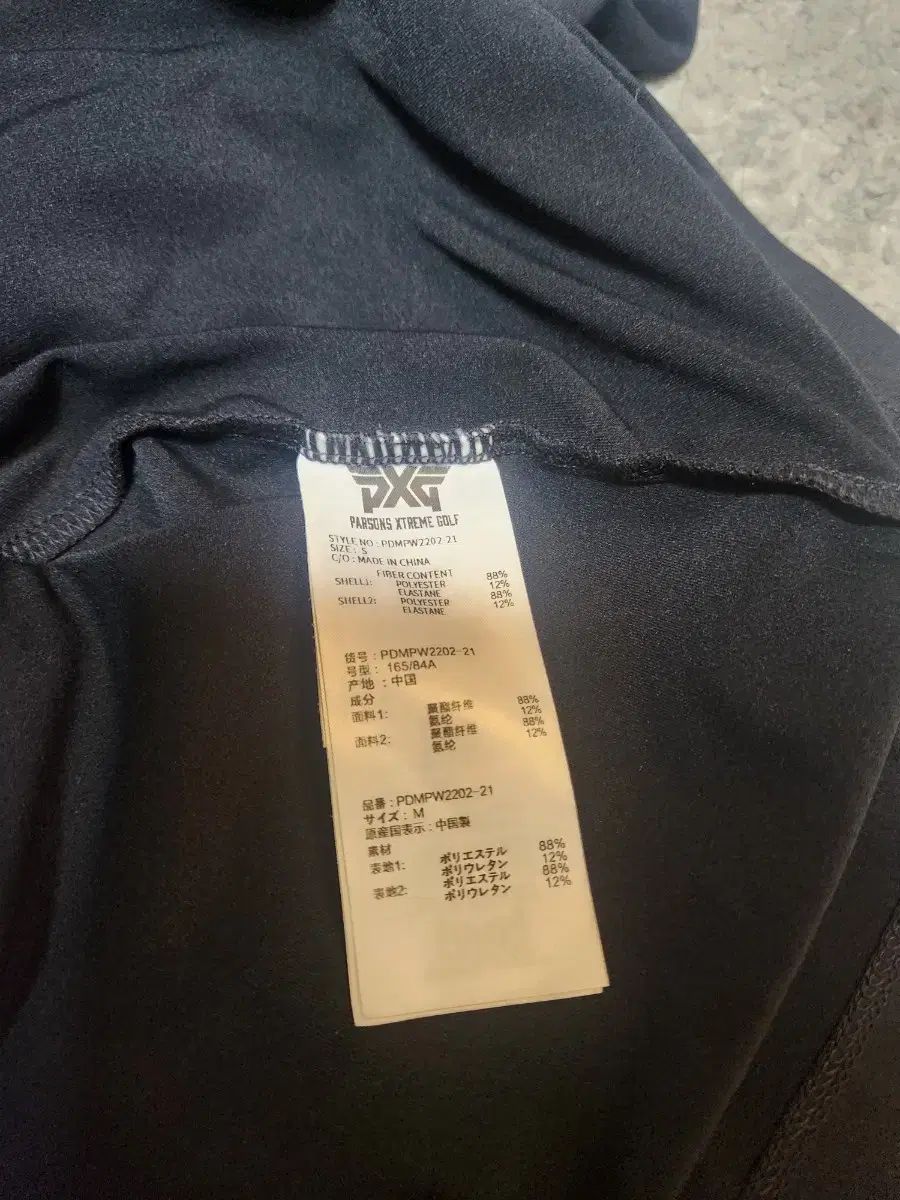 PXG
PARSONS XTREME GOLF
STYLE NO : PDMPW2202-21
SIZE : S
C/O : MADE IN CHINA
FIBER CONTENT
SHELL1: POLYESTER 88%
ELASTANE 12%
SHELL2: POLYESTER 88%
ELASTANE 12%
货号 : PDMPW2202-21
号型 : 165/84A
产地 : 中国
成分
面料1: 聚酯纤维 88%
氨纶 12%
面料2: 聚酯纤维 88%
氨纶 12%
品番 : PDMPW2202-21
サイズ : M
原産国表示 : 中国製
素材
表地1: ポリエステル 88%
ポリウレタン 12%
表地2: ポリエステル 88%
ポリウレタン 12%